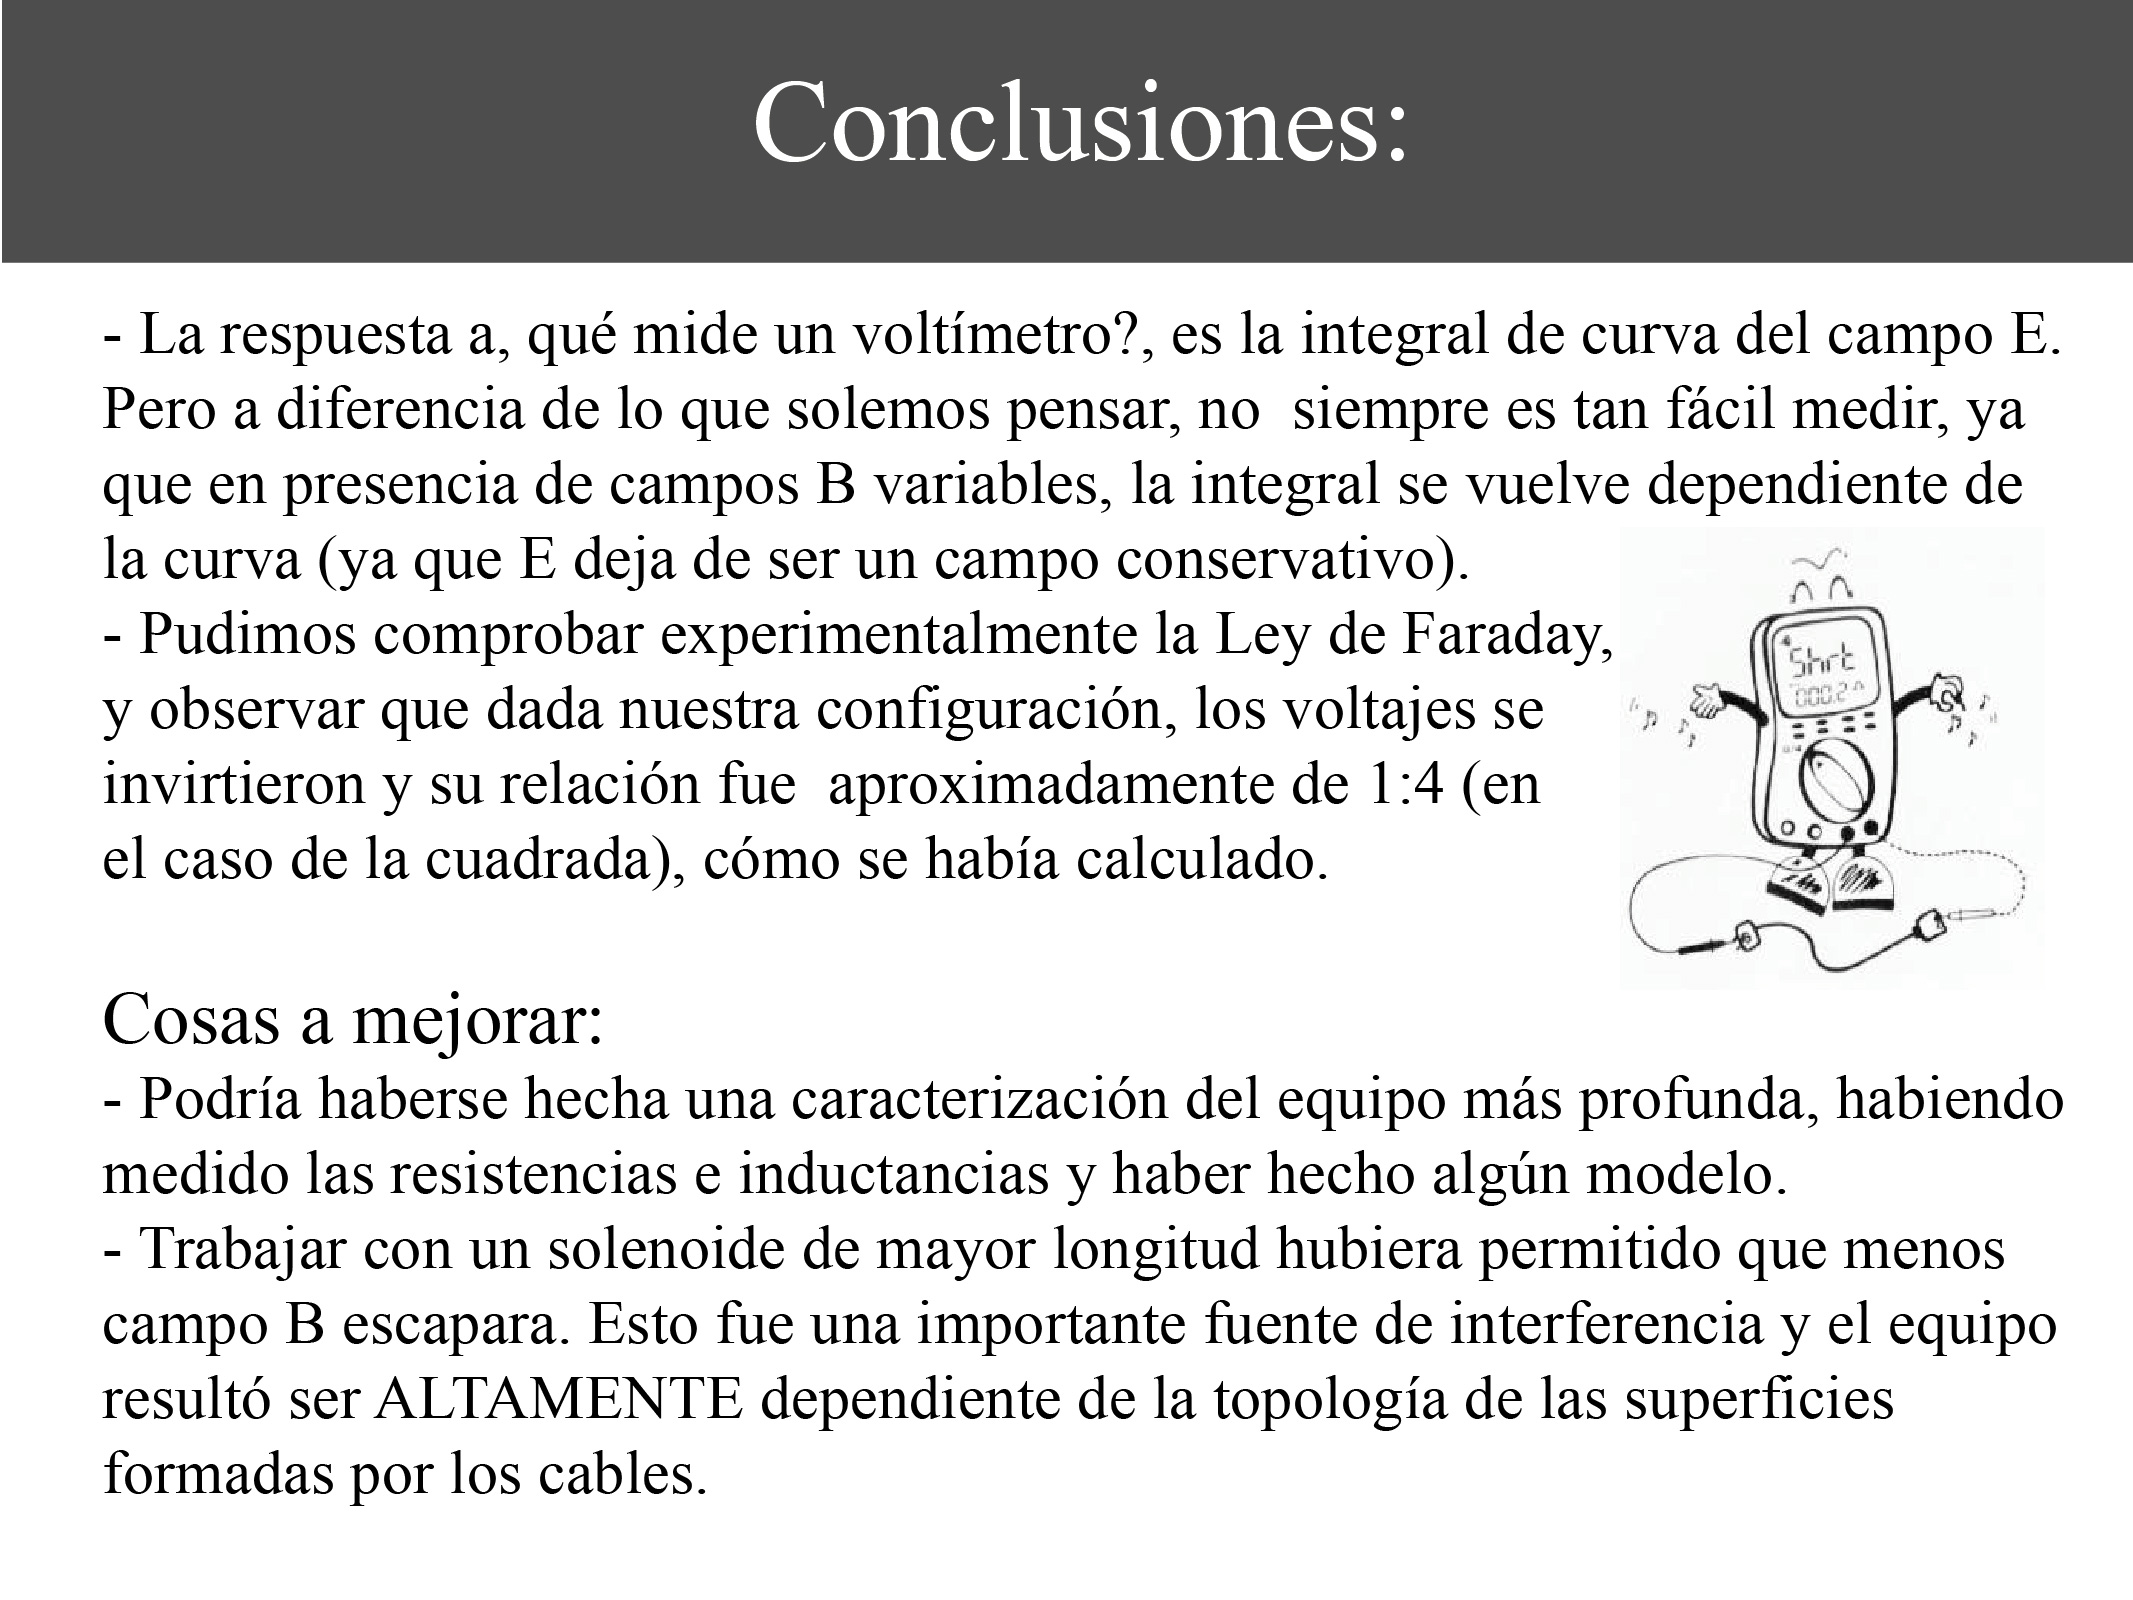 Conclusiones:
- La respuesta a, qué mide un voltímetro?, es la integral de curva del campo E.
Pero a diferencia de lo que solemos pensar, no  siempre es tan fácil medir, ya
que en presencia de campos B variables, la integral se vuelve dependiente de
la curva (ya que E deja de ser un campo conservativo).
- Pudimos comprobar experimentalmente la Ley de Faraday,
y observar que dada nuestra configuración, los voltajes se
invirtieron y su relación fue  aproximadamente de 1:4 (en
el caso de la cuadrada), cómo se había calculado.
Shrt
000.2
Cosas a mejorar:
- Podría haberse hecha una caracterización del equipo más profunda, habiendo
medido las resistencias e inductancias y haber hecho algún modelo.
- Trabajar con un solenoide de mayor longitud hubiera permitido que menos
campo B escapara. Esto fue una importante fuente de interferencia y el equipo
resultó ser ALTAMENTE dependiente de la topología de las superficies
formadas por los cables.